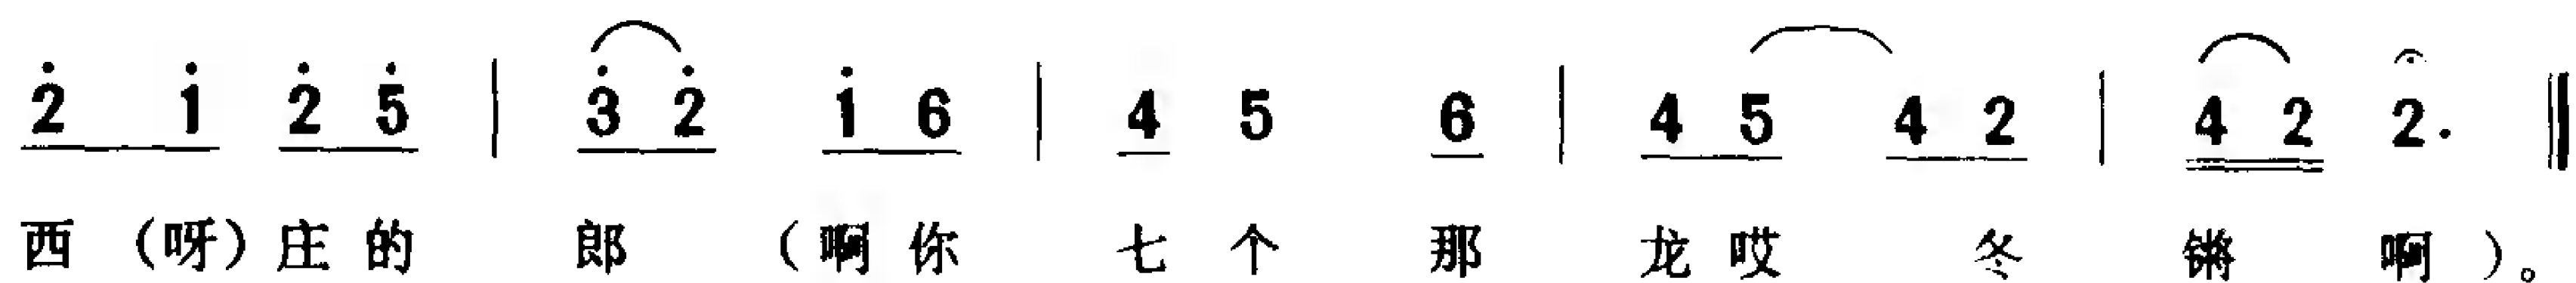 2̇ 1̇ 2̇ 5̇ | 3̇ 2̇ 1̇ 6 | 4 5 6 | 4 5 4 2 | 4 2 2. ‖
西（呀）庄的 郎 （啊你 七个 那 龙哎 冬 锵 啊）。